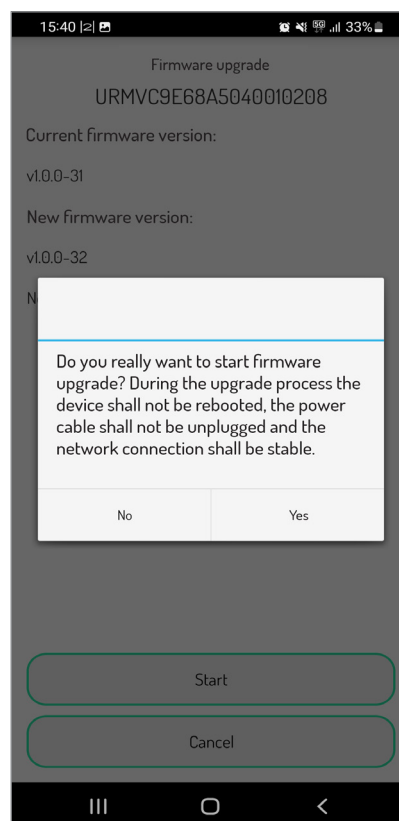 15:40
5G 33%
Firmware upgrade
URMVC9E68A5040010208
Current firmware version:
v1.0.0-31
New firmware version:
v1.0.0-32
Do you really want to start firmware
upgrade? During the upgrade process the
device shall not be rebooted, the power
cable shall not be unplugged and the
network connection shall be stable.
No
Yes
Start
Cancel